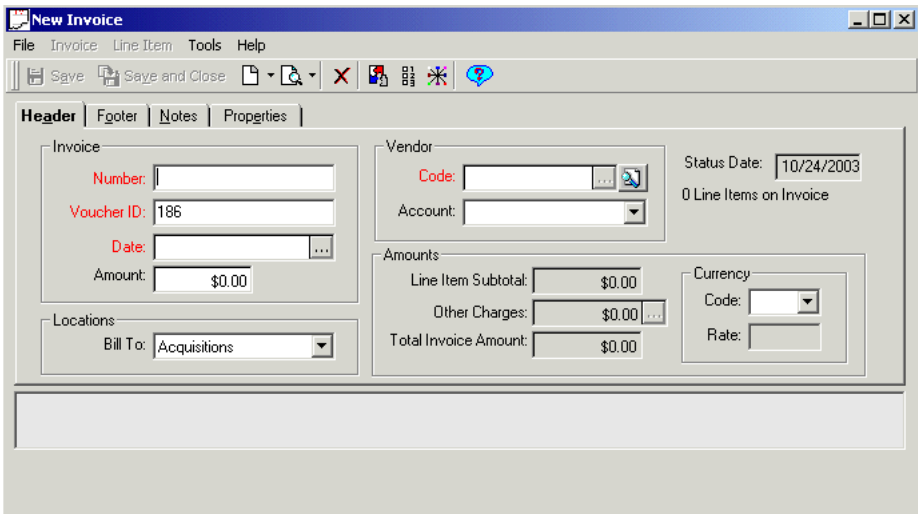 New Invoice
File Invoice Line Item Tools Help
Save Save and Close
Header Footer Notes Properties
Invoice
Number:
Voucher ID: 186
Date: ...
Amount: $0.00
Locations
Bill To: Acquisitions
Vendor
Code: ...
Account:
Status Date: 10/24/2003
0 Line Items on Invoice
Amounts
Line Item Subtotal: $0.00
Other Charges: $0.00 ...
Total Invoice Amount: $0.00
Currency
Code:
Rate: